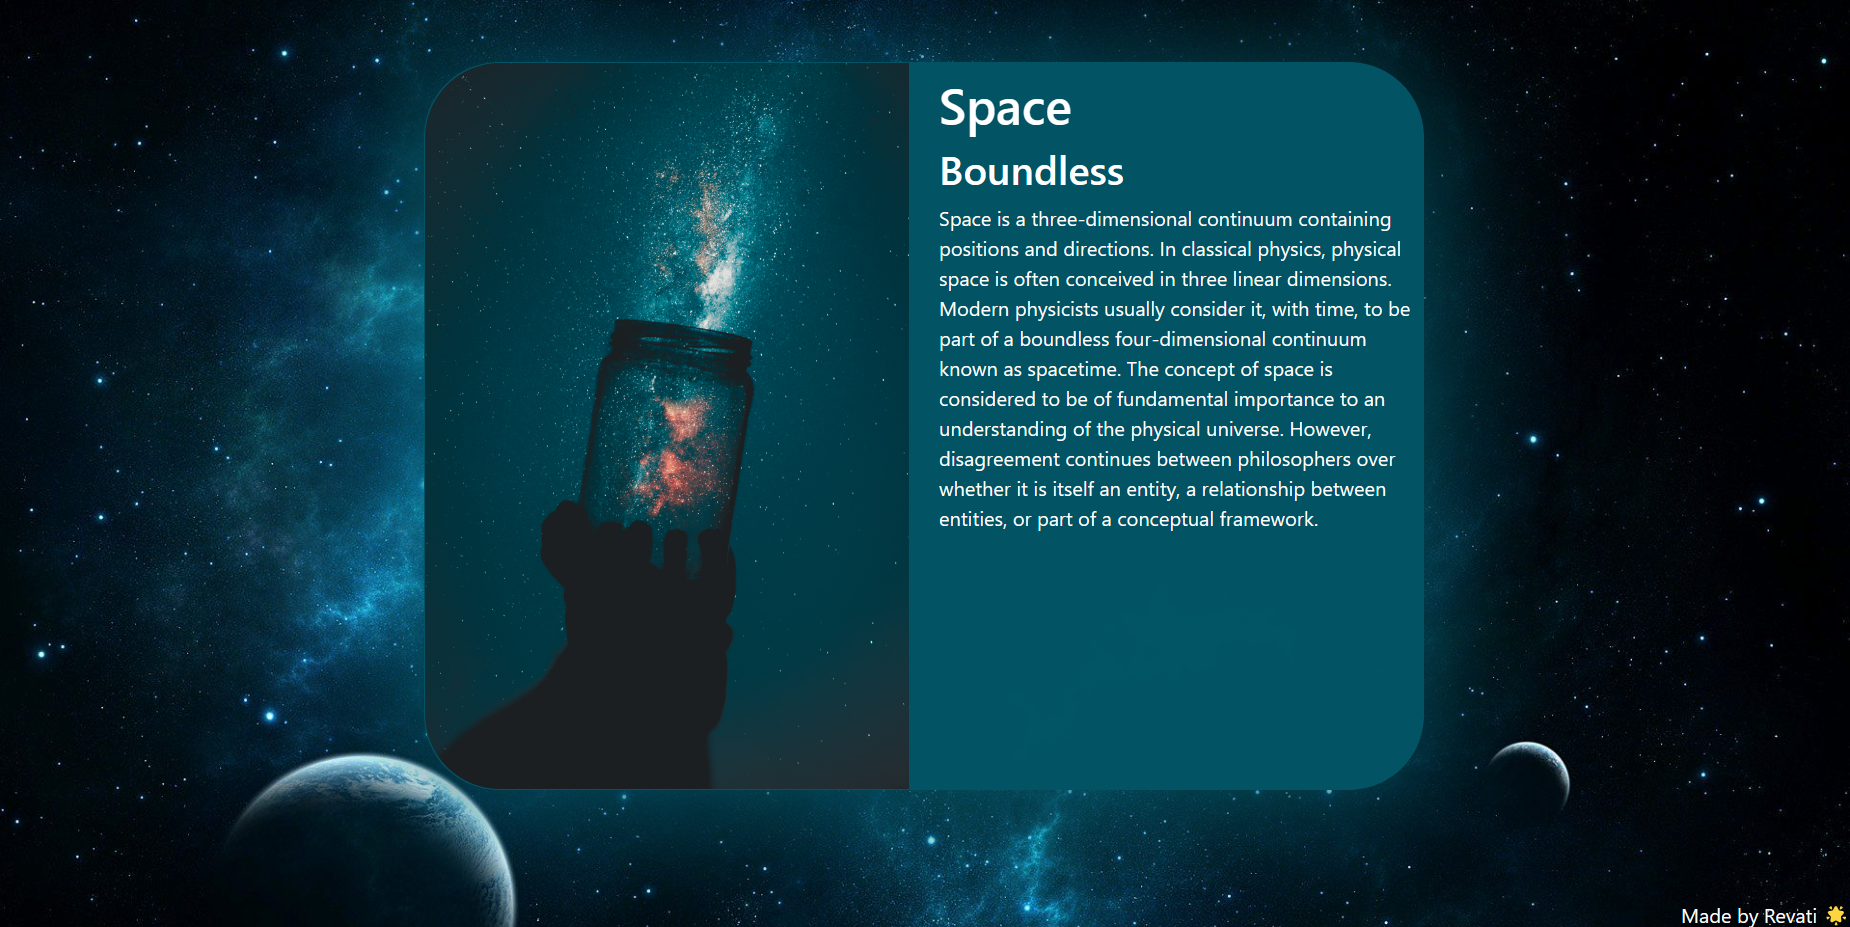 Space
Boundless
Space is a three-dimensional continuum containing
positions and directions. In classical physics, physical
space is often conceived in three linear dimensions.
Modern physicists usually consider it, with time, to be
part of a boundless four-dimensional continuum
known as spacetime. The concept of space is
considered to be of fundamental importance to an
understanding of the physical universe. However,
disagreement continues between philosophers over
whether it is itself an entity, a relationship between
entities, or part of a conceptual framework.
Made by Revati 🌟